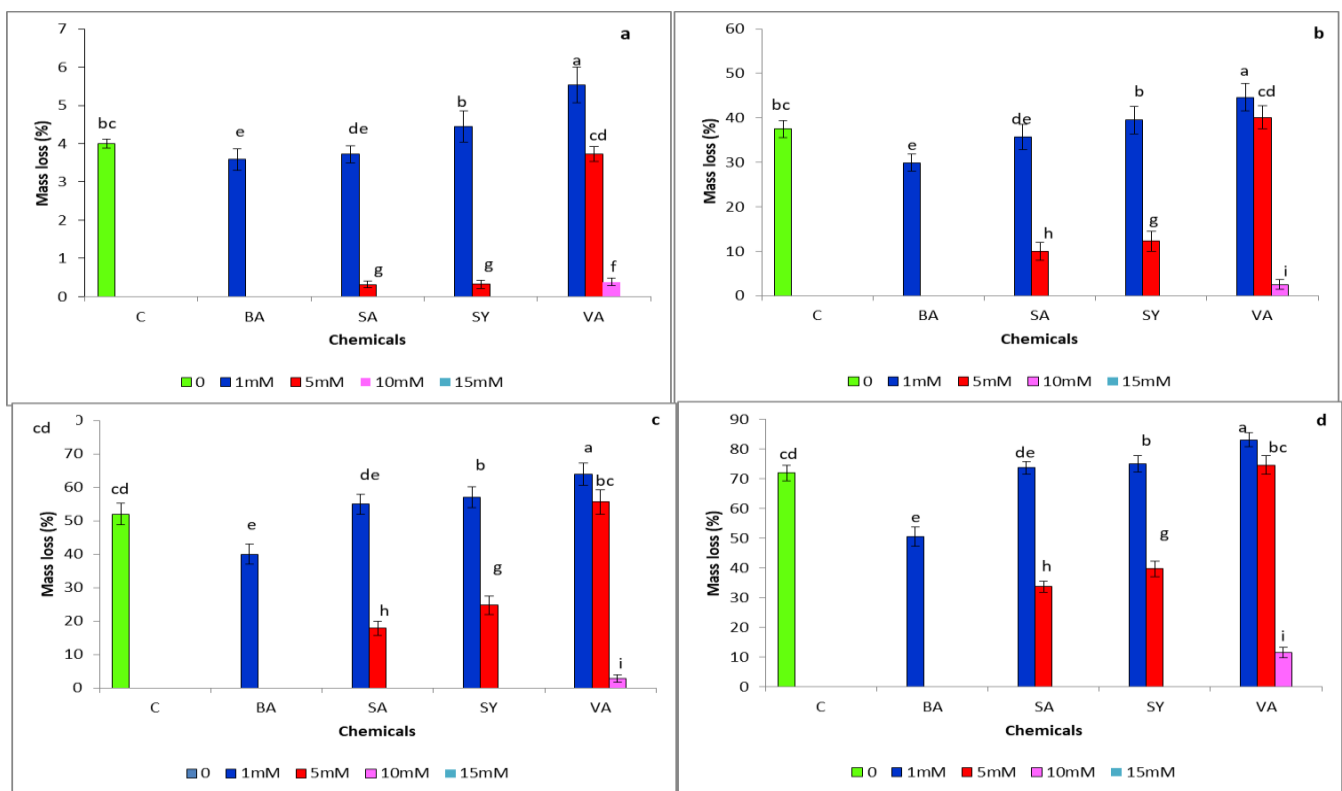 a
7
6
5
4
3
2
1
0
Mass loss (%)
bc
e
de
g
b
g
a
cd
f
C BA SA SY VA
Chemicals
0 1mM 5mM 10mM 15mM
b
60
50
40
30
20
10
0
Mass loss (%)
bc
e
de
h
b
g
a
cd
i
C BA SA SY VA
Chemicals
0 1mM 5mM 10mM 15mM
cd
c
0
70
60
50
40
30
20
10
0
Mass loss (%)
cd
e
de
h
b
g
a
bc
i
C BA SA SY VA
Chemicals
0 1mM 5mM 10mM 15mM
d
90
80
70
60
50
40
30
20
10
0
Mass loss (%)
cd
e
de
h
b
g
a
bc
i
C BA SA SY VA
Chemicals
0 1mM 5mM 10mM 15mM